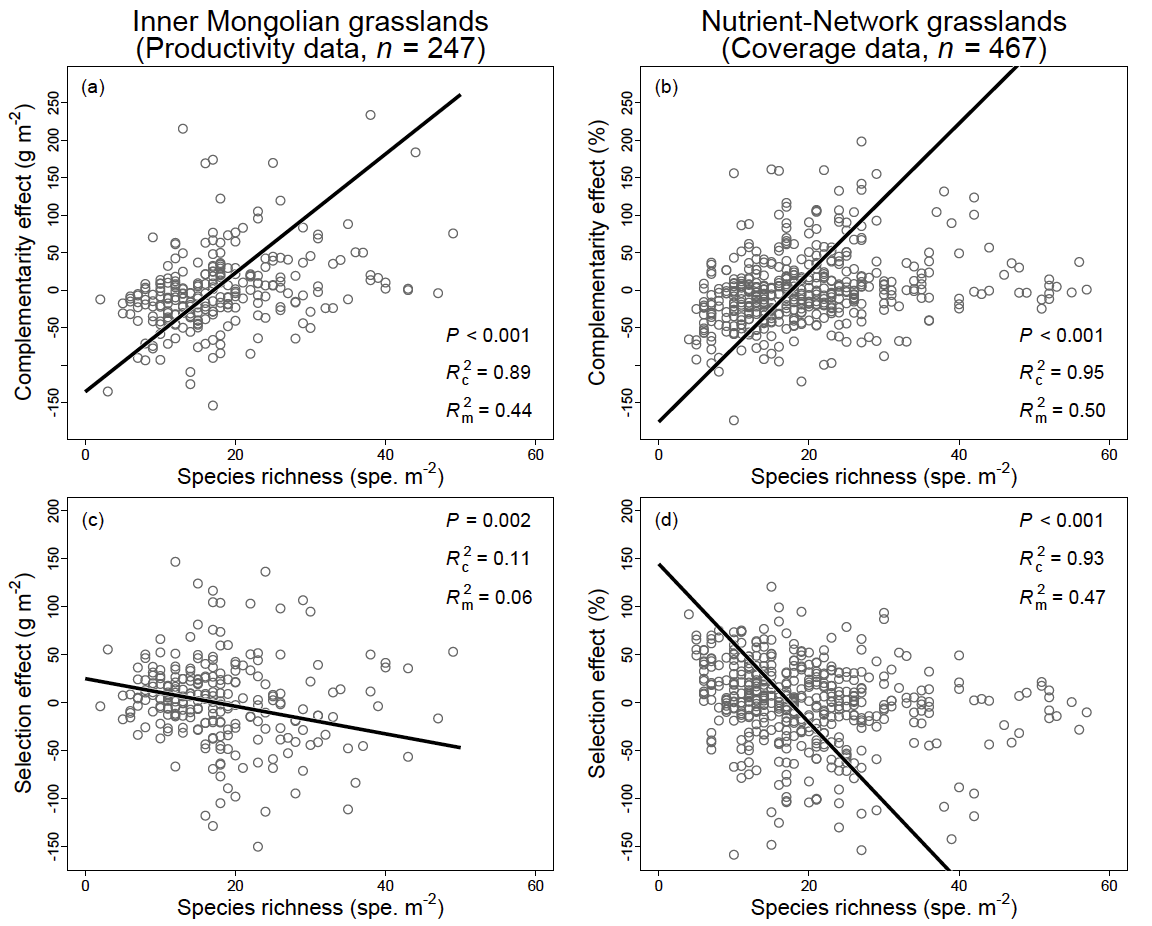 Inner Mongolian grasslands
(Productivity data, n = 247)
Nutrient-Network grasslands
(Coverage data, n = 467)
(a)
Complementarity effect (g m⁻²)
250
200
150
100
50
0
-50
-150
P < 0.001
R²c = 0.89
R²m = 0.44
0 20 40 60
Species richness (spe. m⁻²)
(b)
Complementarity effect (%)
250
200
150
100
50
0
-50
-150
P < 0.001
R²c = 0.95
R²m = 0.50
0 20 40 60
Species richness (spe. m⁻²)
(c)
Selection effect (g m⁻²)
200
150
100
50
0
-50
-100
-150
P = 0.002
R²c = 0.11
R²m = 0.06
0 20 40 60
Species richness (spe. m⁻²)
(d)
Selection effect (%)
200
150
100
50
0
-50
-100
-150
P < 0.001
R²c = 0.93
R²m = 0.47
0 20 40 60
Species richness (spe. m⁻²)